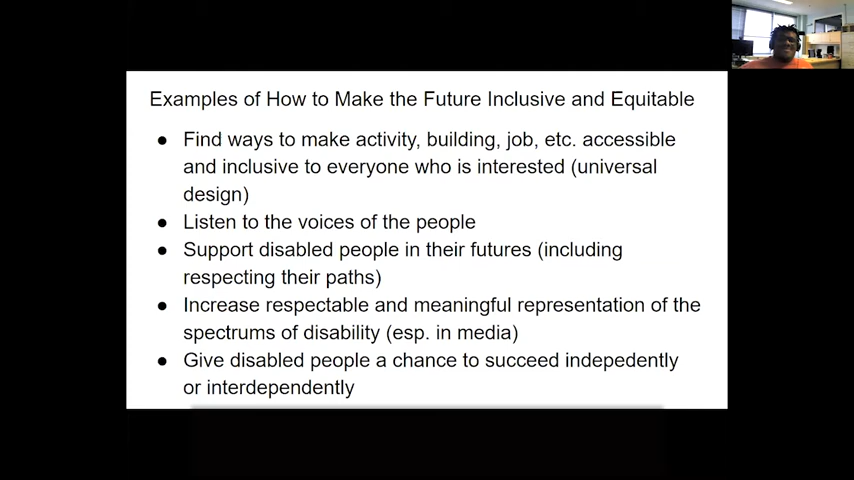 Examples of How to Make the Future Inclusive and Equitable
● Find ways to make activity, building, job, etc. accessible
and inclusive to everyone who is interested (universal
design)
● Listen to the voices of the people
● Support disabled people in their futures (including
respecting their paths)
● Increase respectable and meaningful representation of the
spectrums of disability (esp. in media)
● Give disabled people a chance to succeed indepedently
or interdependently